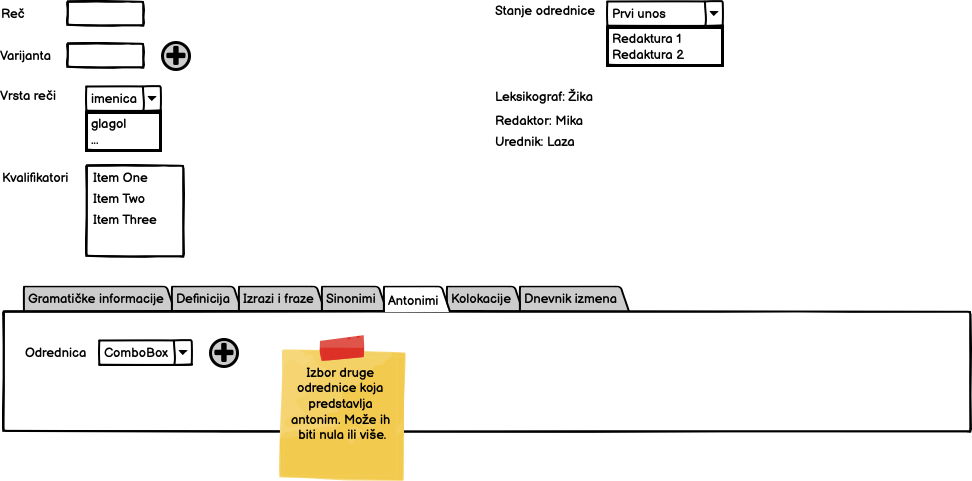 Reč
Stanje odrednice
Prvi unos
Redaktura 1
Redaktura 2
Varijanta
Vrsta reči
imenica
glagol
...
Leksikograf: Žika
Redaktor: Mika
Urednik: Laza
Kvalifikatori
Item One
Item Two
Item Three
Gramatičke informacije
Definicija
Izrazi i fraze
Sinonimi
Antonimi
Kolokacije
Dnevnik izmena
Odrednica
ComboBox
Izbor druge
odrednice koja
predstavlja
antonim. Može ih
biti nula ili više.